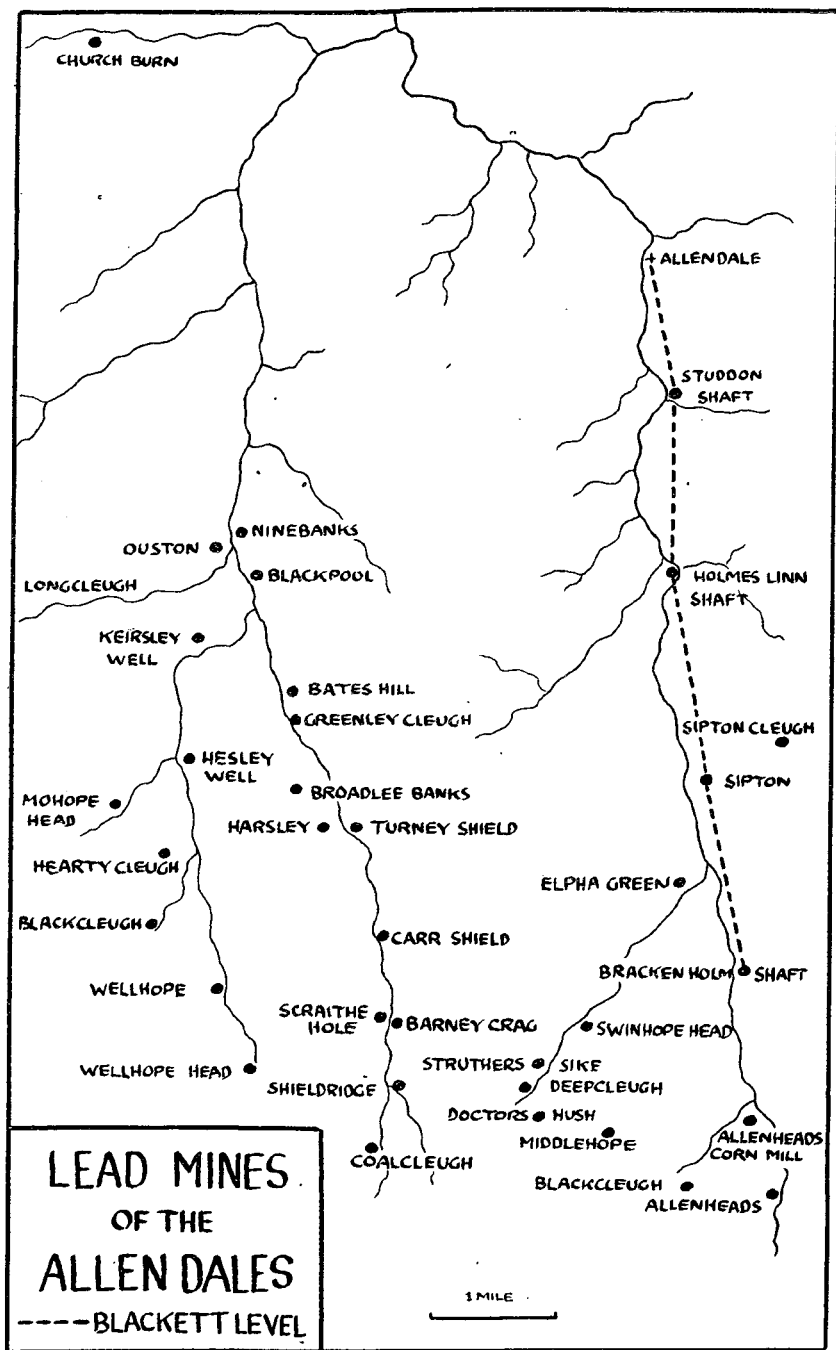 CHURCH BURN
ALLENDALE
STUDDON
SHAFT
NINEBANKS
OUSTON
BLACKPOOL
HOLMES LINN
SHAFT
LONGCLEUGH
KEIRSLEY
WELL
BATES HILL
GREENLEY CLEUGH
SIPTON CLEUGH
HESLEY
WELL
SIPTON
BROADLEE BANKS
MOHOPE
HEAD
HARSLEY
TURNEY SHIELD
HEARTY CLEUGH
ELPHA GREEN
BLACKCLEUGH
CARR SHIELD
BRACKEN HOLM SHAFT
WELLHOPE
SCRAITHE
HOLE
BARNEY CRAG
SWINHOPE HEAD
WELLHOPE HEAD
STRUTHERS SIKE
SHIELDRIDGE
DEEPCLEUGH
DOCTORS HUSH
MIDDLEHOPE
ALLENHEADS
CORN MILL
COALCLEUGH
BLACKCLEUGH
ALLENHEADS
LEAD MINES
OF THE
ALLEN DALES
----BLACKETT LEVEL
1 MILE